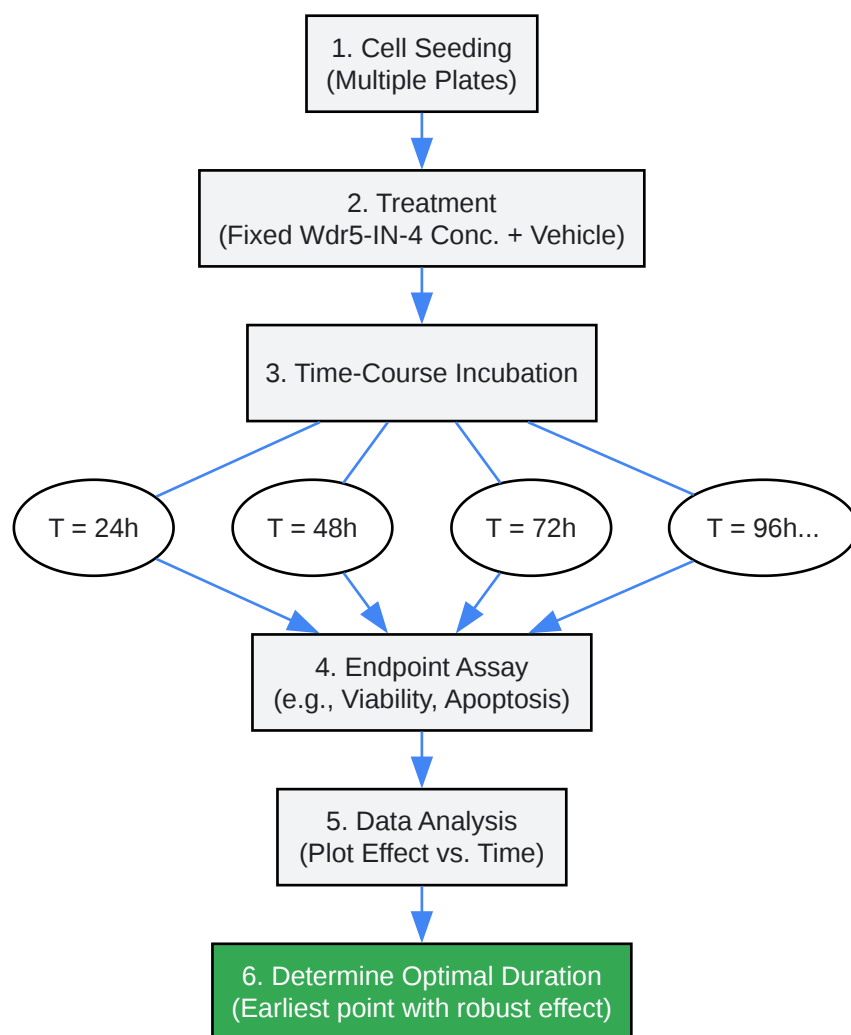 1. Cell Seeding
(Multiple Plates)
2. Treatment
(Fixed Wdr5-IN-4 Conc. + Vehicle)
3. Time-Course Incubation
T = 24h
T = 48h
T = 72h
T = 96h...
4. Endpoint Assay
(e.g., Viability, Apoptosis)
5. Data Analysis
(Plot Effect vs. Time)
6. Determine Optimal Duration
(Earliest point with robust effect)